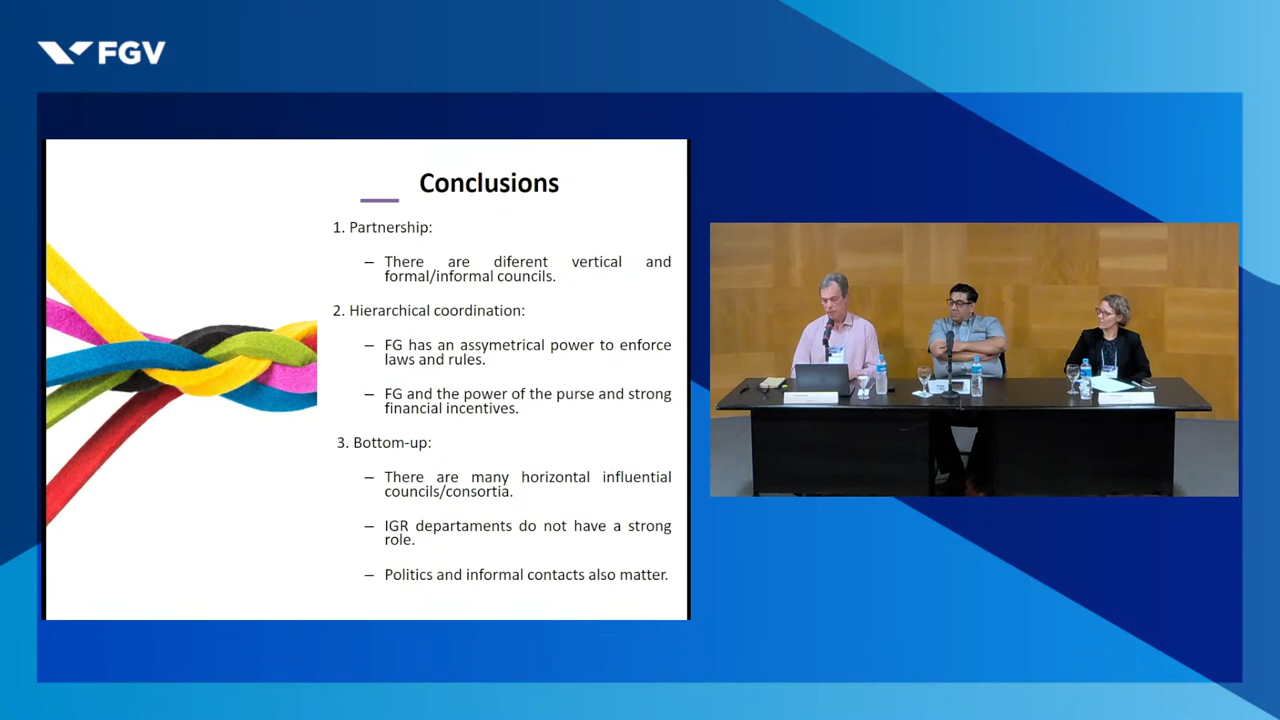 FGV
Conclusions
1. Partnership:
– There are diferent vertical and
formal/informal councils.
2. Hierarchical coordination:
– FG has an assymetrical power to enforce
laws and rules.
– FG and the power of the purse and strong
financial incentives.
3. Bottom-up:
– There are many horizontal influential
councils/consortia.
– IGR departaments do not have a strong
role.
– Politics and informal contacts also matter.